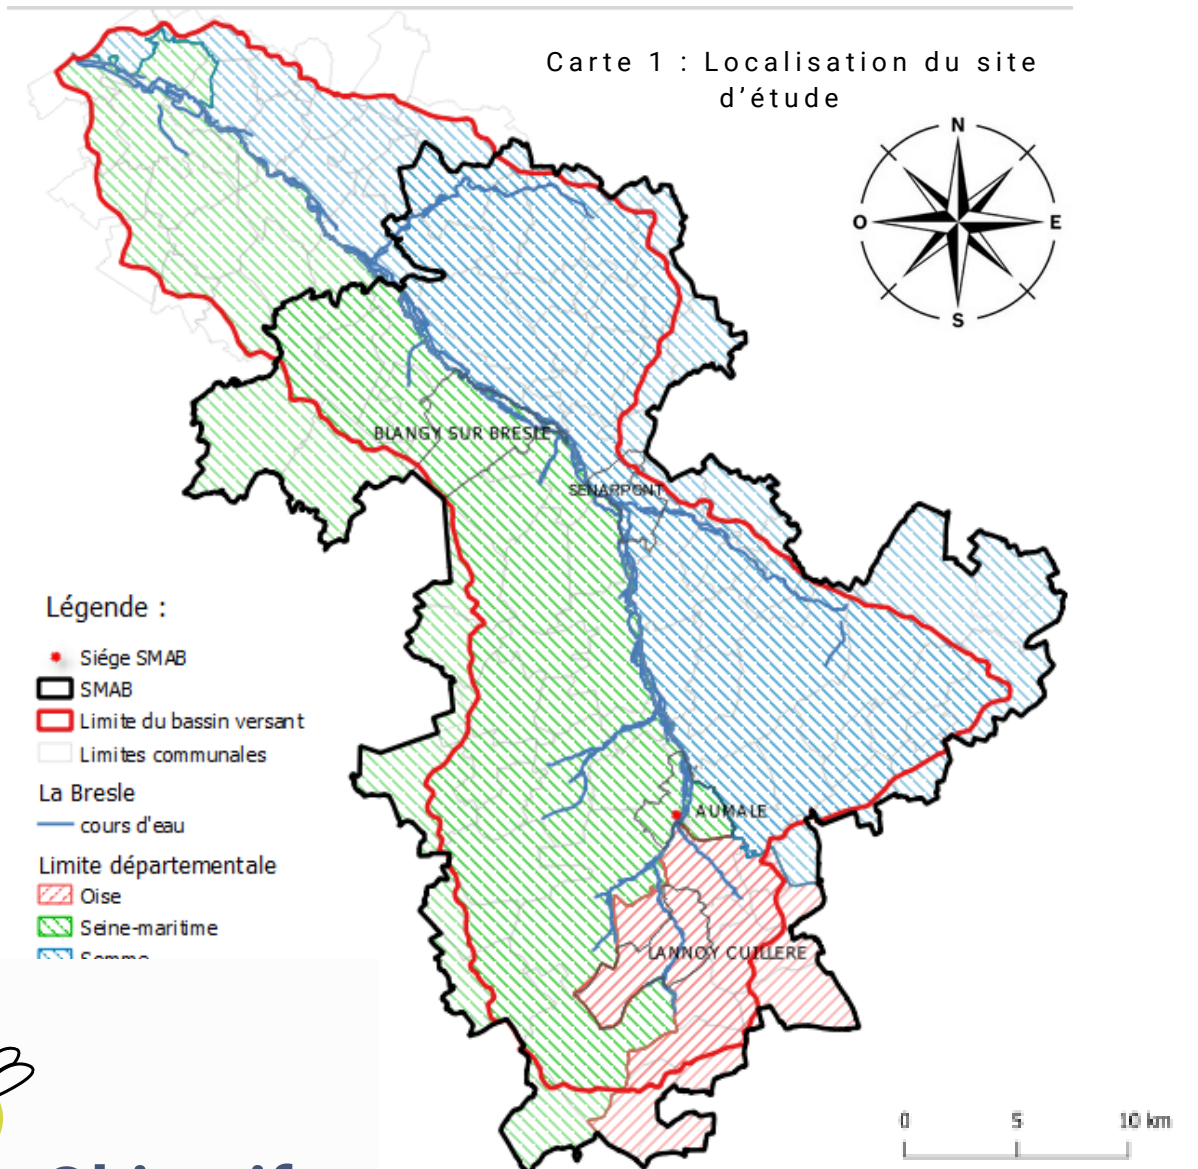 Carte 1 : Localisation du site
d'étude
N
O
E
S
BLANGY SUR BRESLE
SENARPONT
AUMALE
LANNOY CUILLERE
Légende :
Siége SMAB
SMAB
Limite du bassin versant
Limites communales
La Bresle
cours d'eau
Limite départementale
Oise
Seine-maritime
0 5 10 km